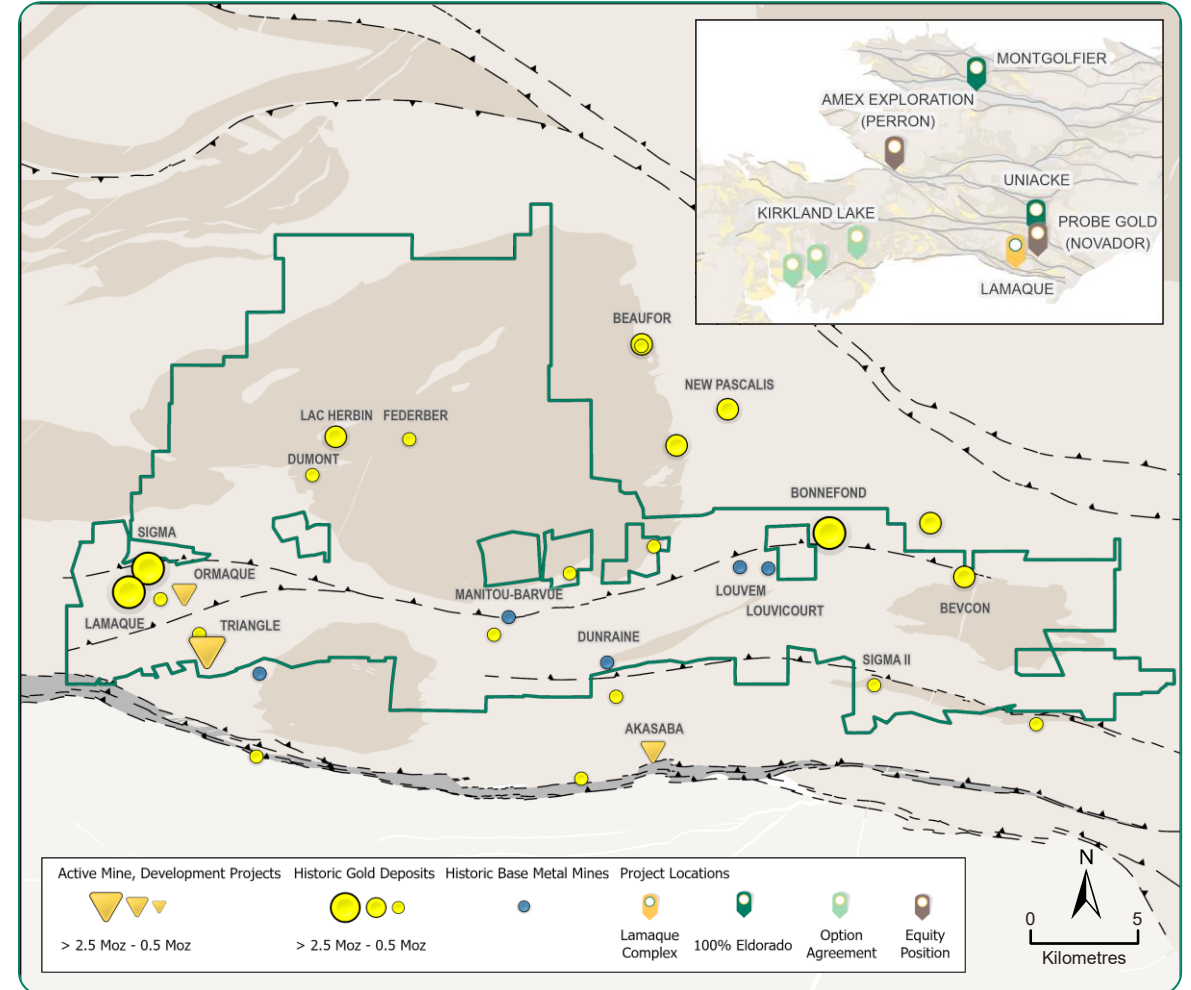 MONTGOLFIER
AMEX EXPLORATION
(PERRON)
UNIACKE
KIRKLAND LAKE
PROBE GOLD
(NOVADOR)
LAMAQUE
BEAUFOR
NEW PASCALIS
LAC HERBIN
FEDERBER
DUMONT
BONNEFOND
SIGMA
ORMAQUE
MANITOU-BARVUE
LOUVEM
LOUVICOURT
BEVCON
LAMAQUE
TRIANGLE
DUNRAINE
SIGMA II
AKASABA
N
0 5
Kilometres
Active Mine, Development Projects
> 2.5 Moz - 0.5 Moz
Historic Gold Deposits
> 2.5 Moz - 0.5 Moz
Historic Base Metal Mines
Project Locations
Lamaque
Complex
100% Eldorado
Option
Agreement
Equity
Position